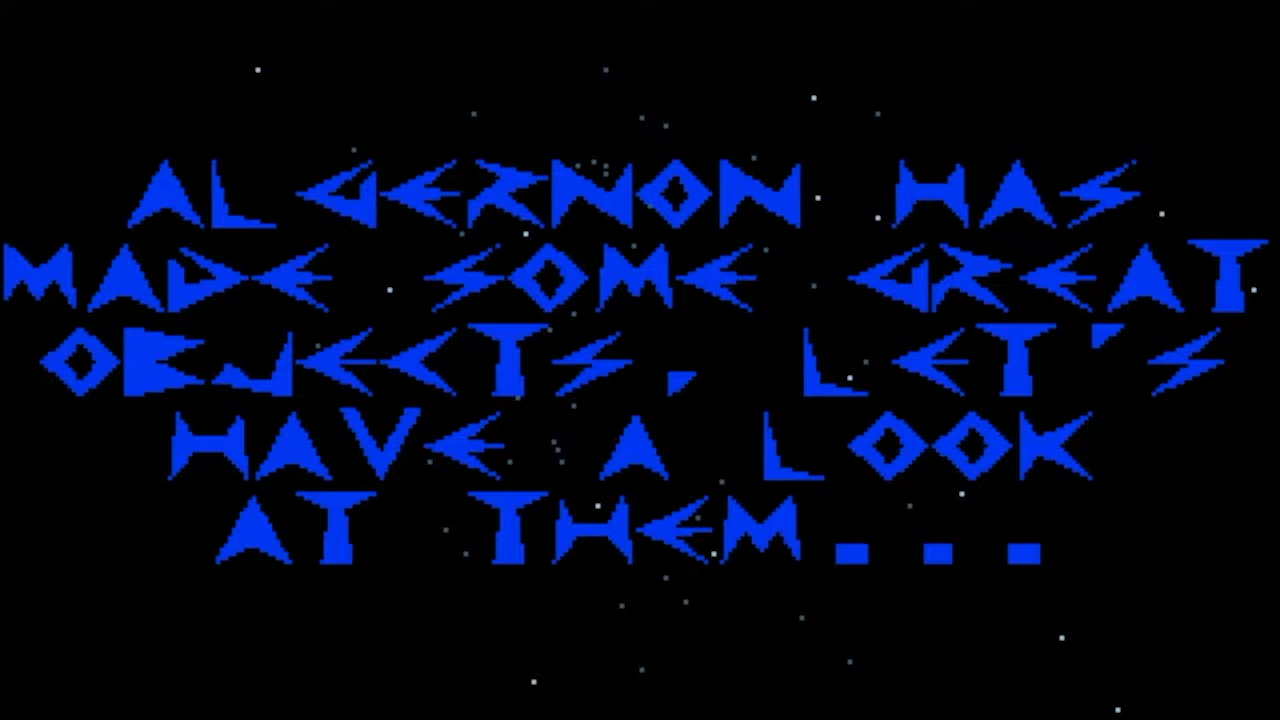 ALGERNON HAS
MADE SOME GREAT
OBJECTS, LET'S
HAVE A LOOK
AT THEM...